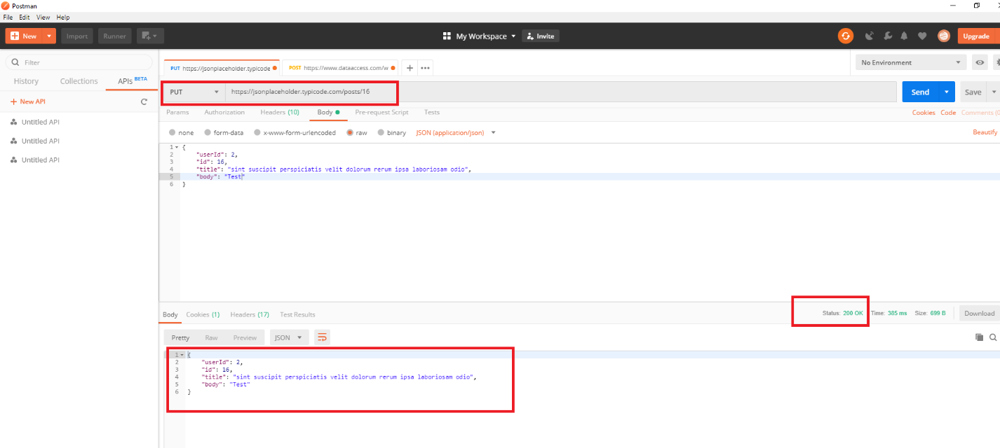 Postman
File Edit View Help
New Import Runner My Workspace Invite Upgrade
Filter
History Collections APIs BETA
+ New API
Untitled API
Untitled API
Untitled API
PUT https://jsonplaceholder.typicode POST https://www.dataaccess.com/w + ••• No Environment
PUT https://jsonplaceholder.typicode.com/posts/16 Send Save
Params Authorization Headers (10) Body Pre-request Script Tests Cookies Code Comments (0
none form-data x-www-form-urlencoded raw binary JSON (application/json) Beautify
1 {
2 "userId": 2,
3 "id": 16,
4 "title": "sint suscipit perspiciatis velit dolorum rerum ipsa laboriosam odio",
5 "body": "Test"
6 }
Body Cookies (1) Headers (17) Test Results Status: 200 OK Time: 385 ms Size: 699 B Download
Pretty Raw Preview JSON
1 {
2 "userId": 2,
3 "id": 16,
4 "title": "sint suscipit perspiciatis velit dolorum rerum ipsa laboriosam odio",
5 "body": "Test"
6 }